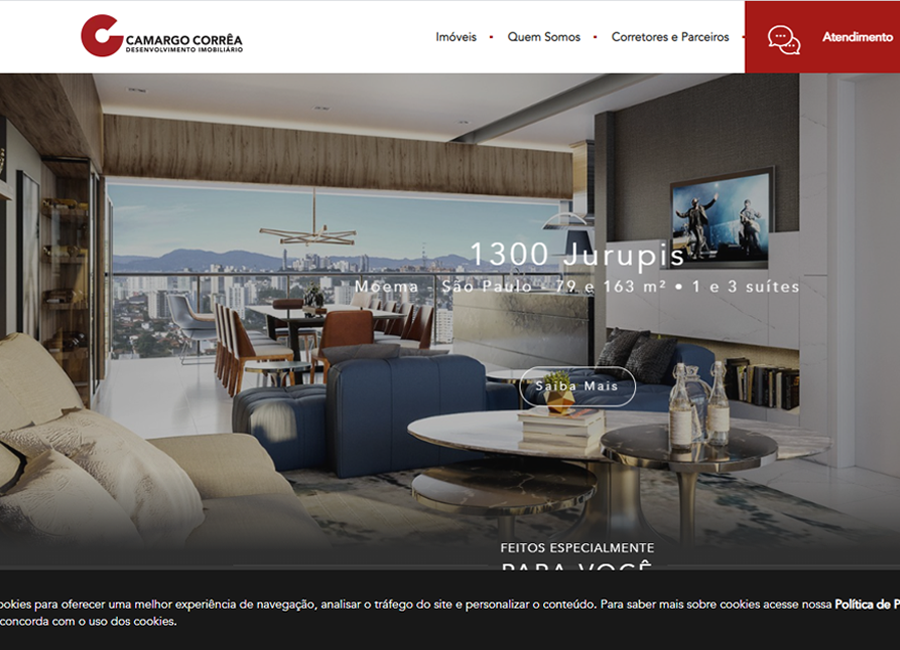 CAMARGO CORRÊA
DESENVOLVIMENTO IMOBILIÁRIO
Imóveis • Quem Somos • Corretores e Parceiros •
Atendimento
1300 Jurupis
Moema - São Paulo - 79 e 163 m² • 1 e 3 suítes
Saiba Mais
FEITOS ESPECIALMENTE
PARA VOCÊ
ookies para oferecer uma melhor experiência de navegação, analisar o tráfego do site e personalizar o conteúdo. Para saber mais sobre cookies acesse nossa Política de P
concorda com o uso dos cookies.